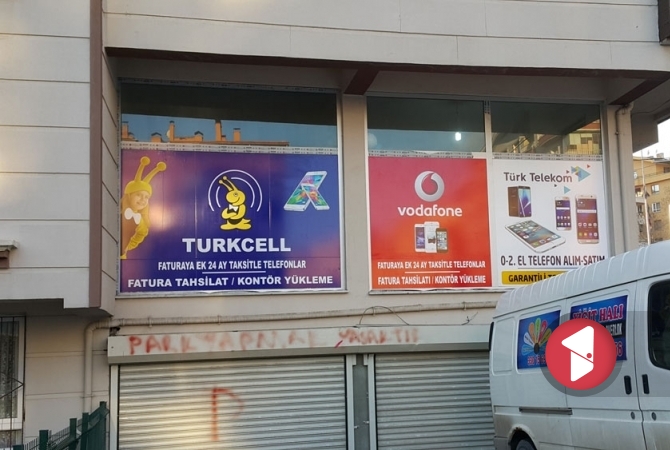 TURKCELL
FATURAYA EK 24 AY TAKSİTLE TELEFONLAR
FATURA TAHSİLAT / KONTÖR YÜKLEME
vodafone
FATURAYA EK 24 AY TAKSİTLE TELEFONLAR
FATURA TAHSİLATI / KONTÖR YÜKLEME
Türk Telekom
0-2. EL TELEFON ALIM-SATIM
GARANTİLİ
PARK YAPMAK YASAKTIR
P
HALI